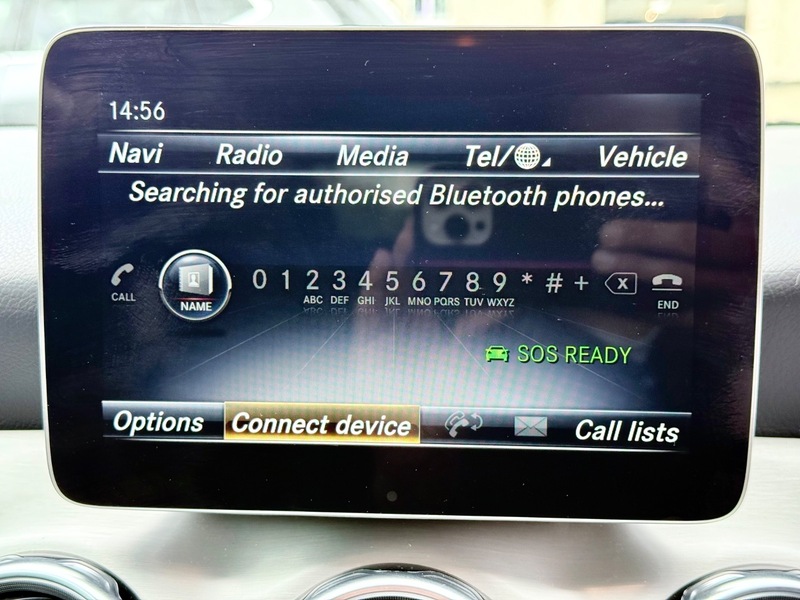 14:56
Navi Radio Media Tel/ Vehicle
Searching for authorised Bluetooth phones...
CALL NAME 0 1 2 3 4 5 6 7 8 9 * # + X END
ABC DEF GHI JKL MNO PQRS TUV WXYZ
SOS READY
Options Connect device Call lists